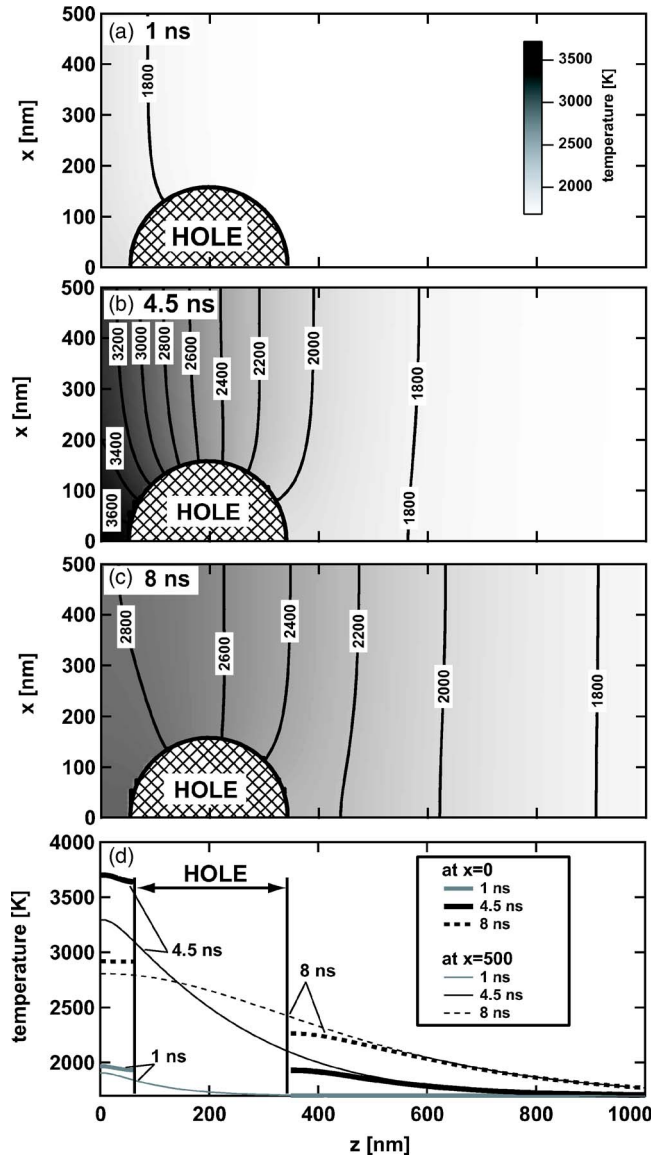 (a) 1 ns
500
400
300
200
100
0
x [nm]
1800
HOLE
3500
3000
2500
2000
temperature [K]
(b) 4.5 ns
500
400
300
200
100
0
x [nm]
3200
3000
2800
2600
2400
2200
2000
1800
3400
3600
1800
HOLE
(c) 8 ns
500
400
300
200
100
0
x [nm]
2800
2600
2400
2200
2000
1800
HOLE
(d)
4000
3500
3000
2500
2000
temperature [K]
HOLE
4.5 ns
8 ns
1 ns
at x=0
1 ns
4.5 ns
8 ns
at x=500
1 ns
4.5 ns
8 ns
0 200 400 600 800 1000
z [nm]